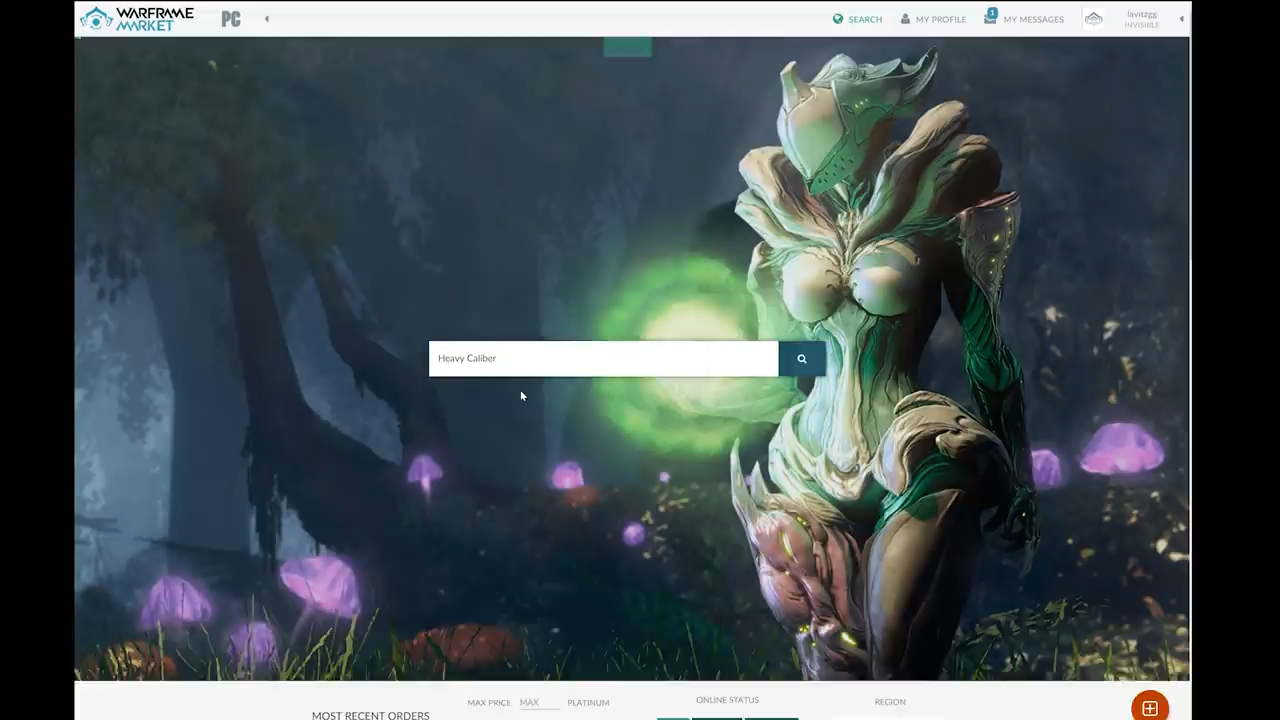 WARFRAME
MARKET
PC
SEARCH
MY PROFILE
1
MY MESSAGES
lavitzgg
INVISIBLE
Heavy Caliber
MOST RECENT ORDERS
MAX PRICE MAX PLATINUM
ONLINE STATUS
REGION